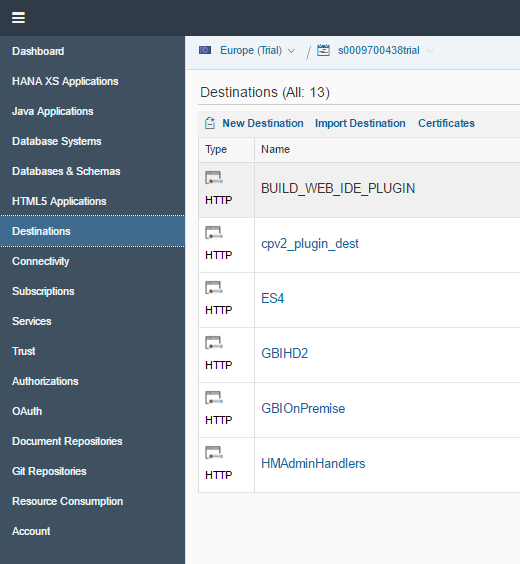 Dashboard
HANA XS Applications
Java Applications
Database Systems
Databases & Schemas
HTML5 Applications
Destinations
Connectivity
Subscriptions
Services
Trust
Authorizations
OAuth
Document Repositories
Git Repositories
Resource Consumption
Account
Europe (Trial) / s0009700438trial
Destinations (All: 13)
New Destination Import Destination Certificates
Type Name
HTTP BUILD_WEB_IDE_PLUGIN
HTTP cpv2_plugin_dest
HTTP ES4
HTTP GBIHD2
HTTP GBIOnPremise
HTTP HMAdminHandlers